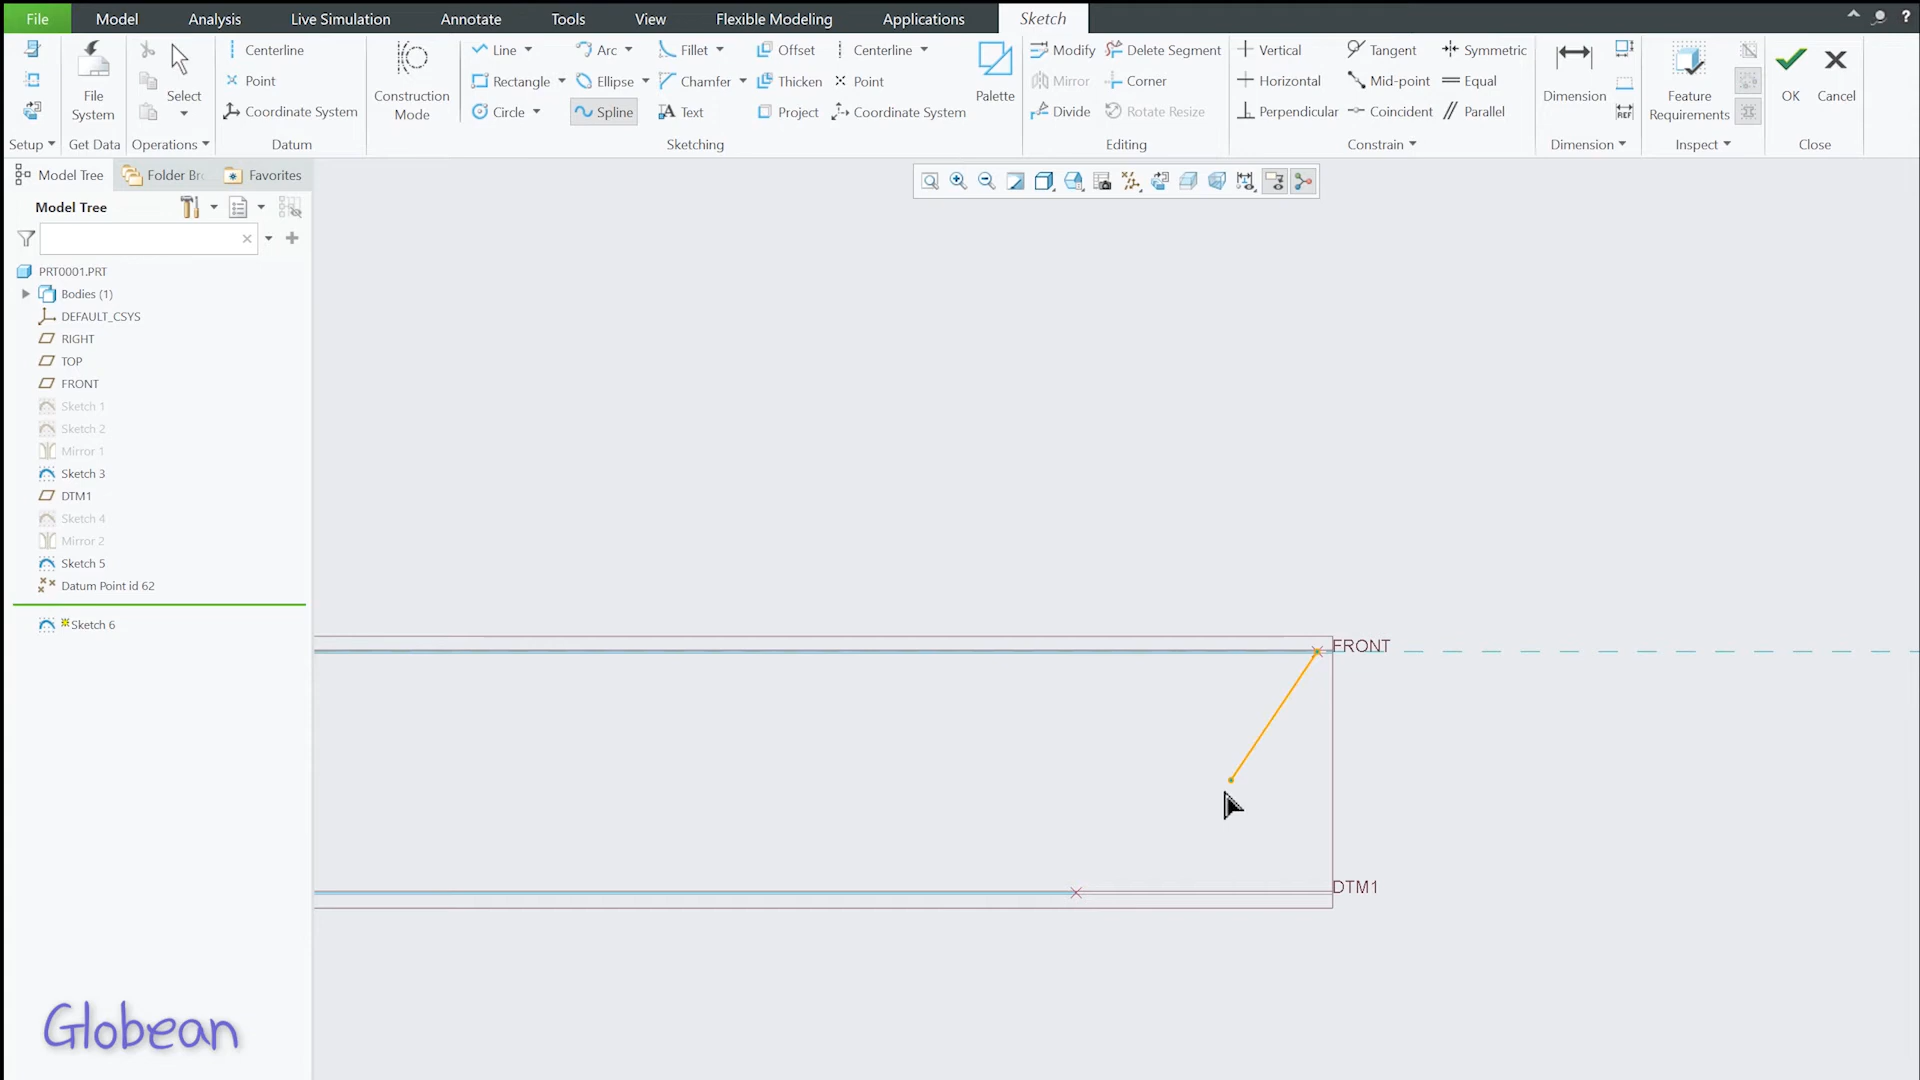 File Model Analysis Live Simulation Annotate Tools View Flexible Modeling Applications Sketch ?
Centerline Line Arc Fillet Offset Centerline Modify Delete Segment Vertical Tangent Symmetric
Point Rectangle Ellipse Chamfer Thicken Point Mirror Corner Horizontal Mid-point Equal
File System Select Construction Mode Palette Dimension Feature Requirements OK Cancel
Coordinate System Circle Spline Text Project Coordinate System Divide Rotate Resize Perpendicular Coincident Parallel REF
Setup Get Data Operations Datum Sketching Editing Constrain Dimension Inspect Close
Model Tree Folder Brc Favorites
Model Tree
PRT0001.PRT
Bodies (1)
DEFAULT_CSYS
RIGHT
TOP
FRONT
Sketch 1
Sketch 2
Mirror 1
Sketch 3
DTM1
Sketch 4
Mirror 2
Sketch 5
Datum Point id 62
Sketch 6
FRONT
DTM1
Globean